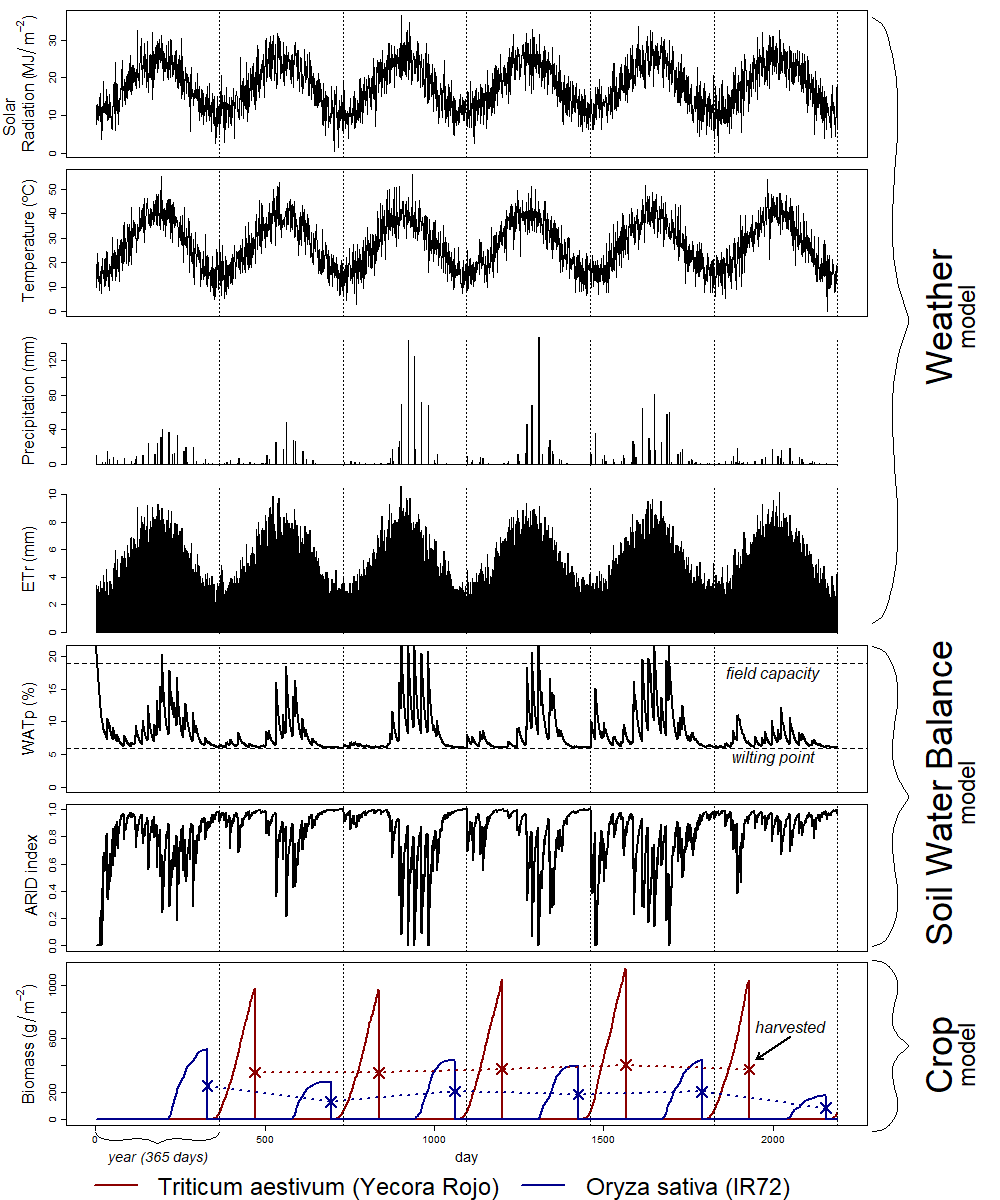 Solar
Radiation (MJ/ m⁻²)
0
10
20
30
Temperature (ºC)
0
10
20
30
40
50
Precipitation (mm)
0
40
80
120
ETr (mm)
0
2
4
6
8
10
Weather
model
WATp (%)
0
5
10
15
20
field capacity
wilting point
ARID index
0.0
0.2
0.4
0.6
0.8
1.0
Soil Water Balance
model
Biomass (g/ m⁻²)
0
200
600
1000
harvested
Crop
model
0
500
1000
1500
2000
year (365 days)
day
Triticum aestivum (Yecora Rojo)
Oryza sativa (IR72)